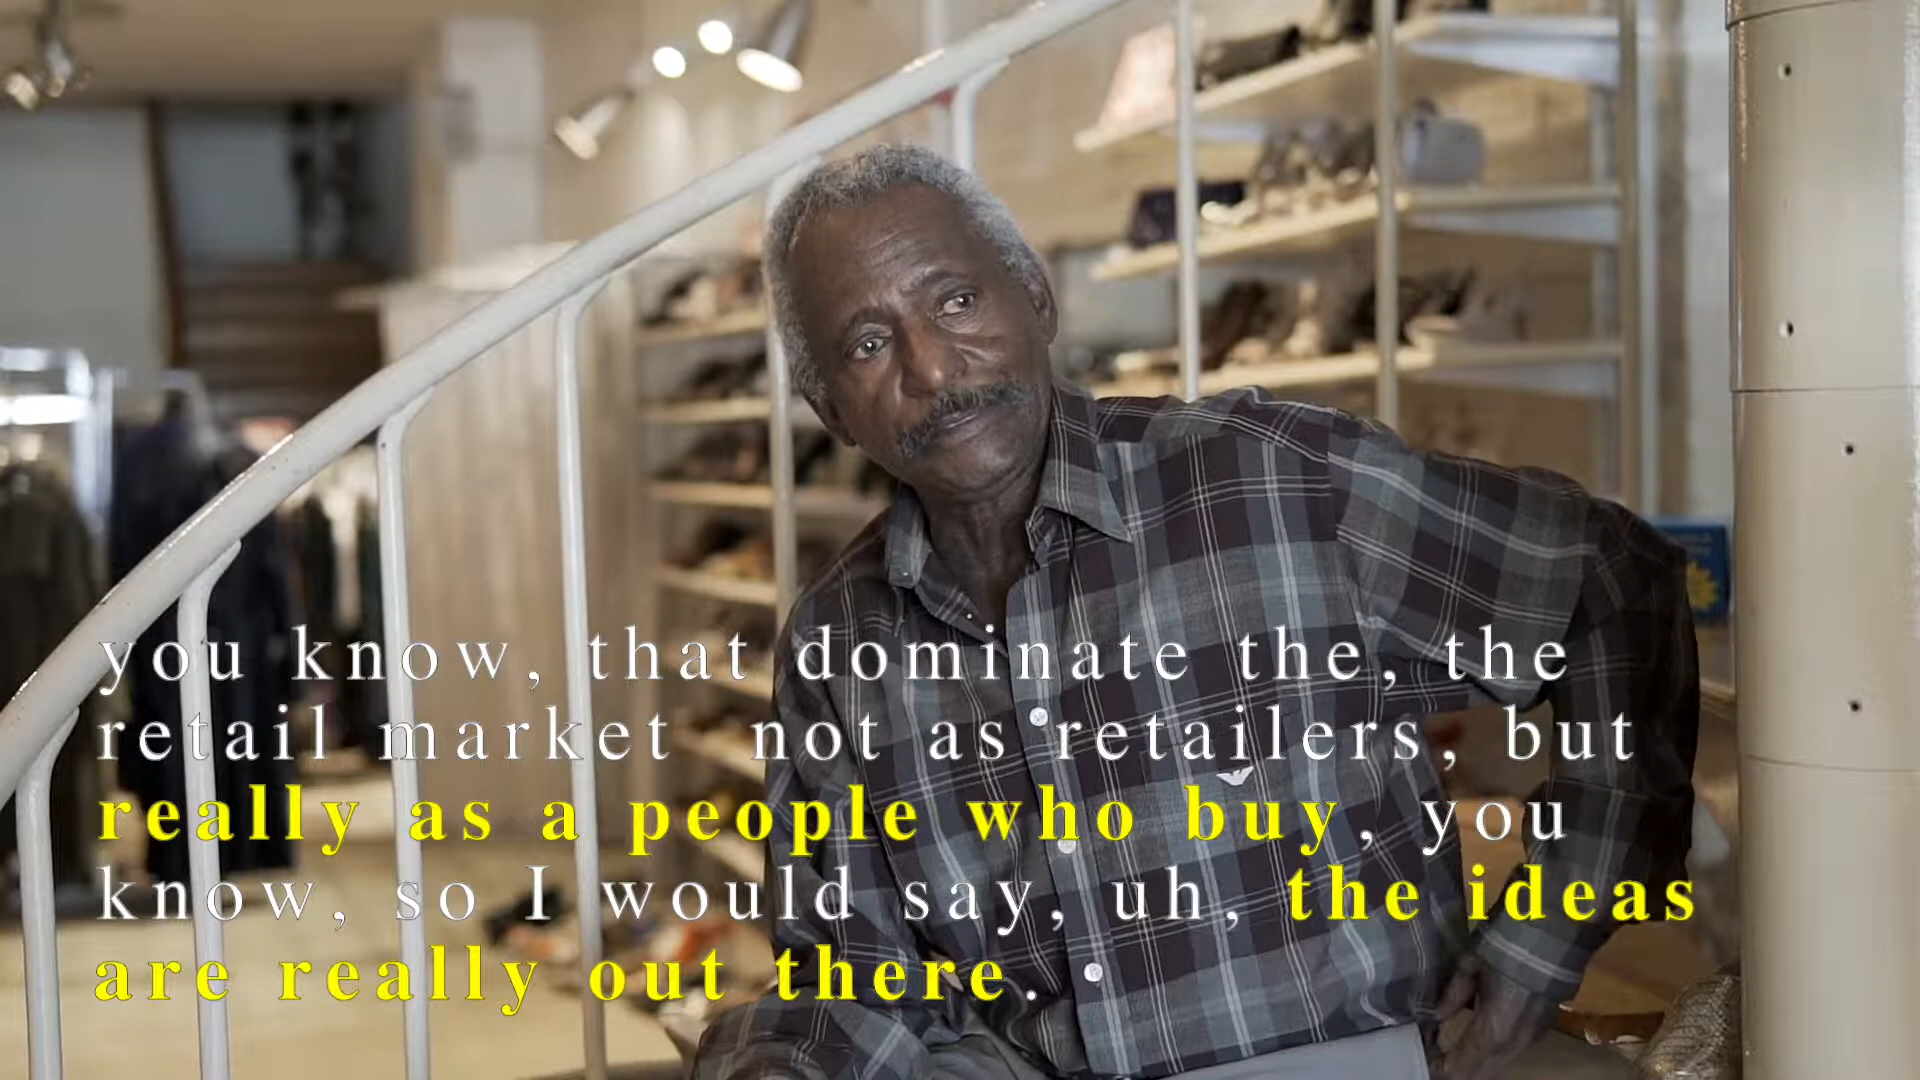 you know, that dominate the, the
retail market not as retailers, but
really as a people who buy, you
know, so I would say, uh, the ideas
are really out there.